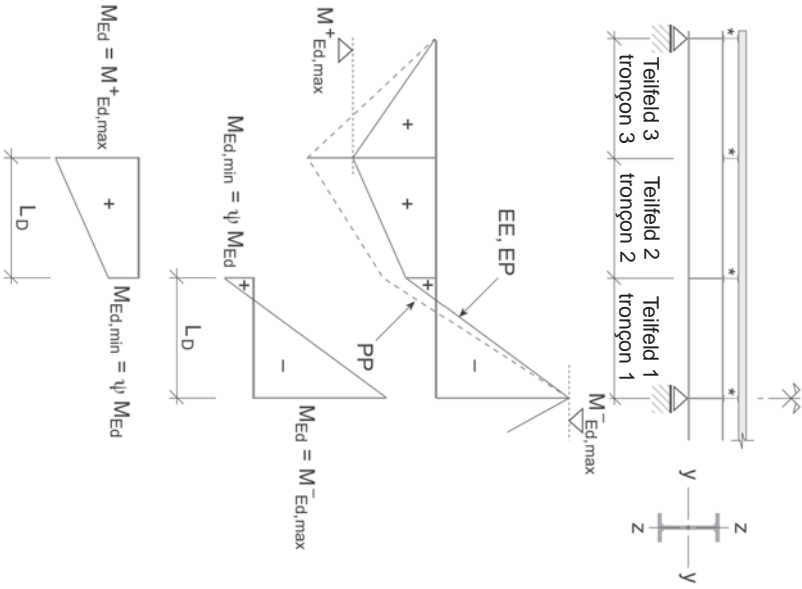 *
*
*
*
Teilfeld 3
tronçon 3
Teilfeld 2
tronçon 2
Teilfeld 1
tronçon 1
z
y
y
z
M⁻Ed,max
EE, EP
+
+
+
−
PP
M⁺Ed,max
MEd,min = ψ MEd
+
−
MEd = M⁻Ed,max
LD
MEd = M⁺Ed,max
+
MEd,min = ψ MEd
LD